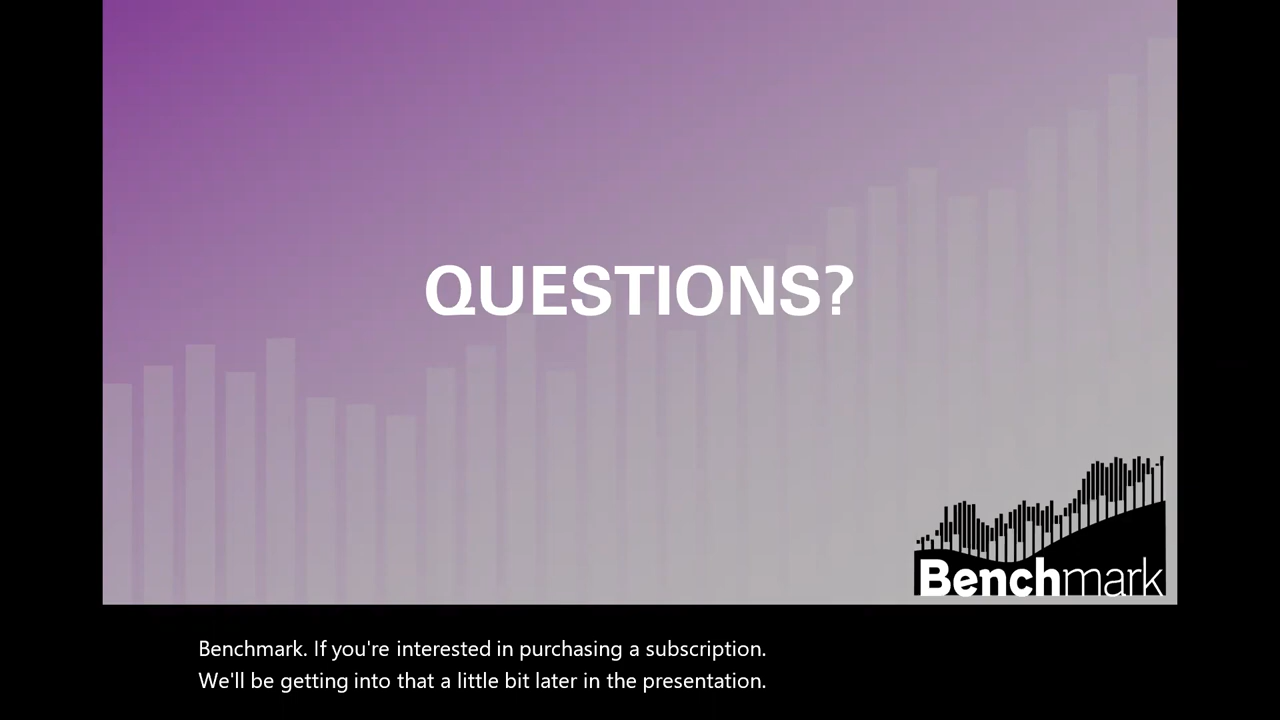 QUESTIONS?
Benchmark
Benchmark. If you're interested in purchasing a subscription.
We'll be getting into that a little bit later in the presentation.